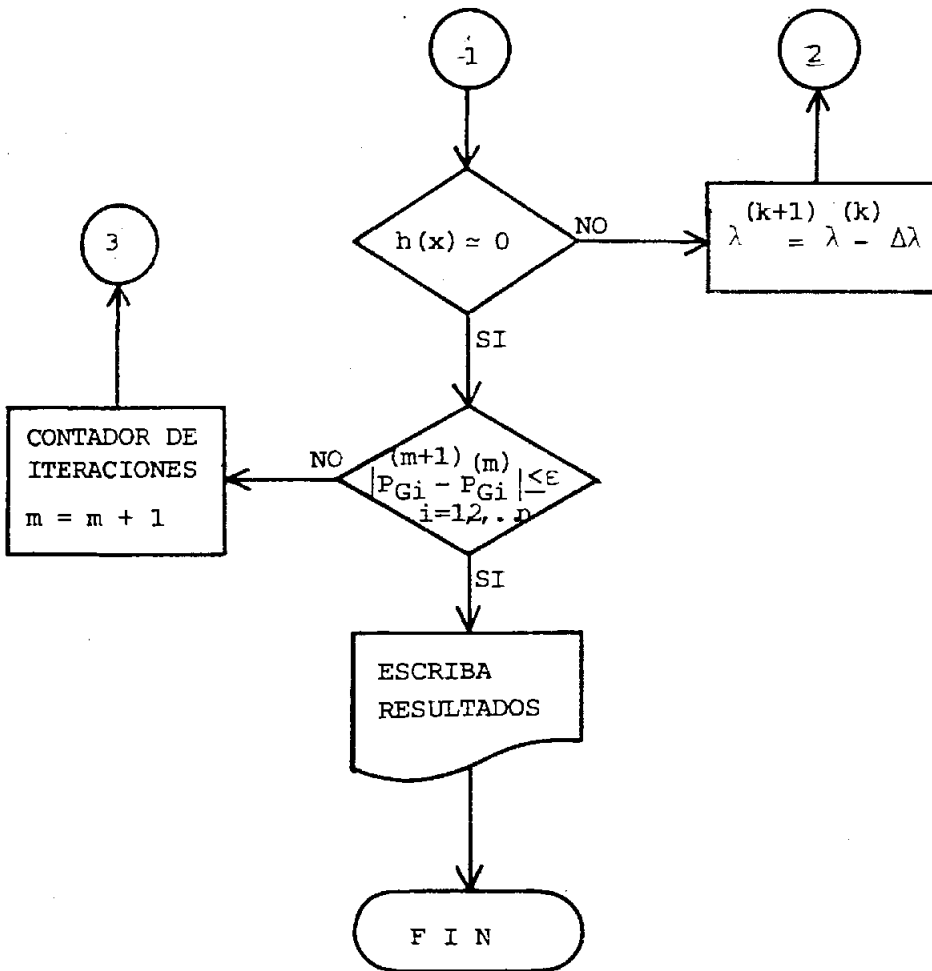 1
2
3
h(x) ≃ 0
NO
λ^(k+1) = λ^(k) - Δλ
SI
CONTADOR DE
ITERACIONES
m = m + 1
NO
|P_Gi^(m+1) - P_Gi^(m)| ≤ ε
i=1,2,..n
SI
ESCRIBA
RESULTADOS
F I N